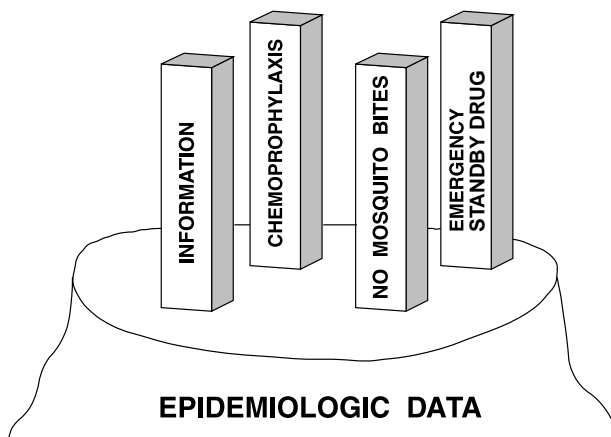 INFORMATION
CHEMOPROPHYLAXIS
NO MOSQUITO BITES
EMERGENCY
STANDBY DRUG
EPIDEMIOLOGIC DATA